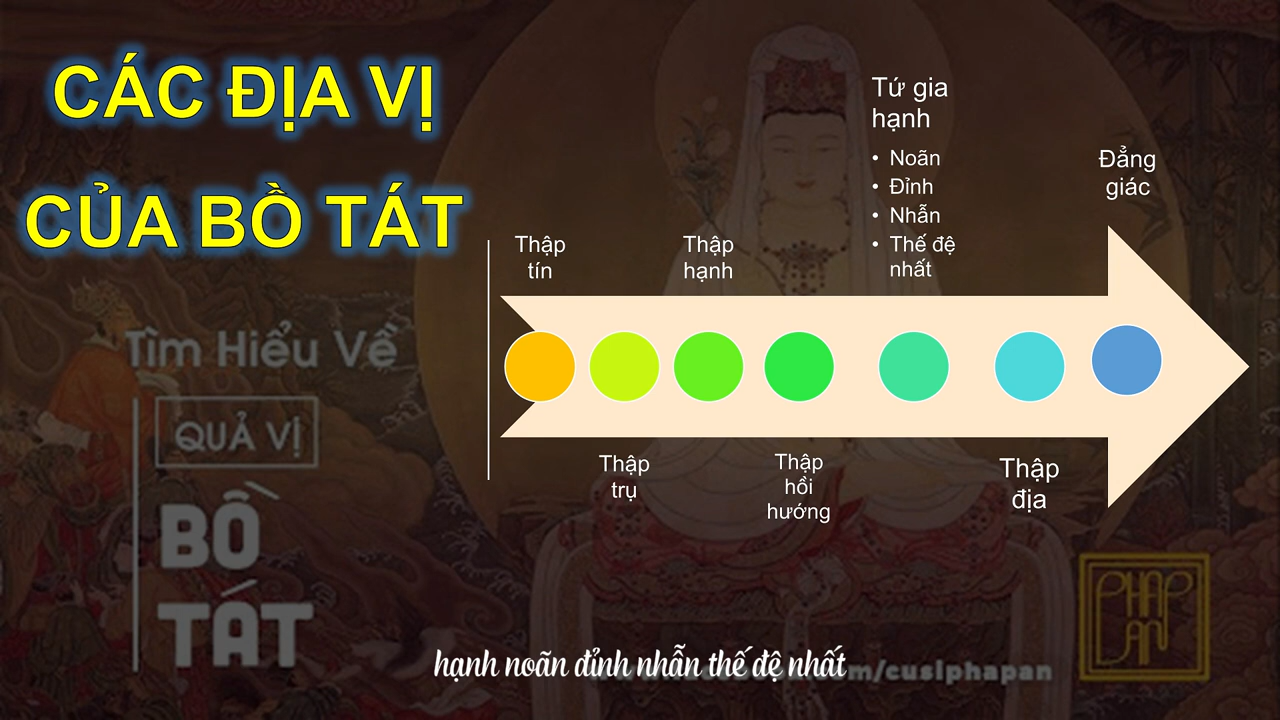 CÁC ĐỊA VỊ
CỦA BỒ TÁT
Tứ gia
hạnh
• Noãn
• Đỉnh
• Nhẫn
• Thế đệ
nhất
Đẳng
giác
Thập
tín
Thập
hạnh
Tìm Hiểu Về
QUẢ VỊ
BỒ
TÁT
Thập
trụ
Thập
hồi
hướng
Thập
địa
PHAP
AN
hạnh noãn đỉnh nhẫn thế đệ nhất
m/cusiphapan